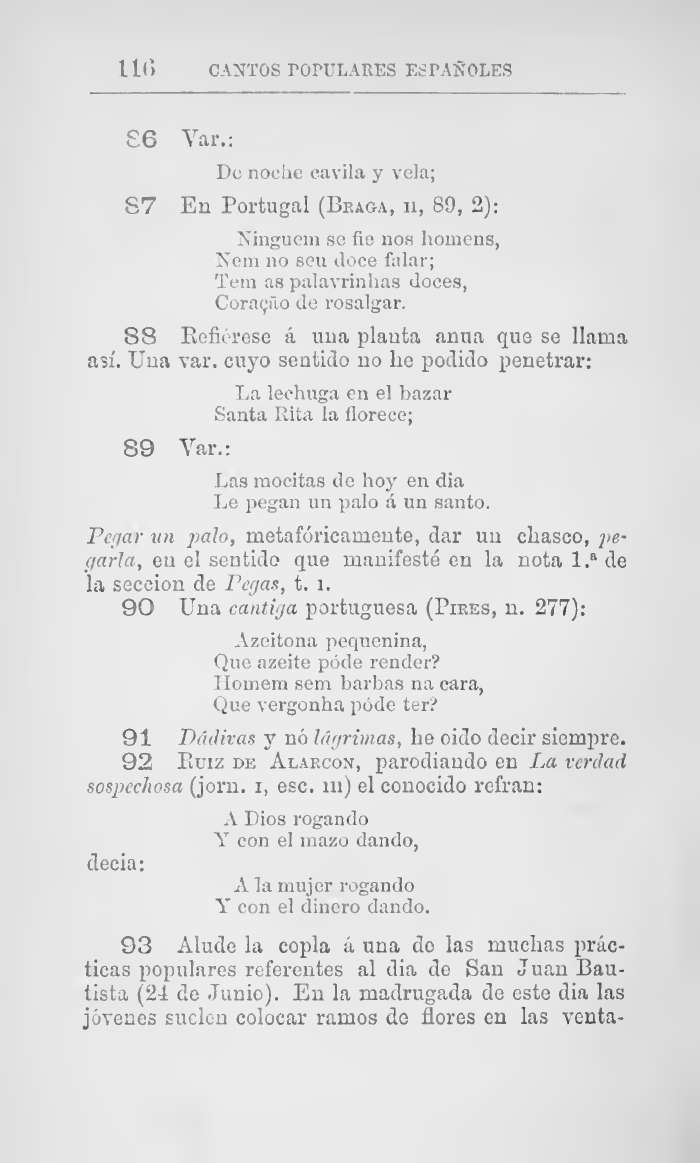 116 CANTOS POPULARES ESPAÑOLES
86 Var.:
De noche cavila y vela;
87 En Portugal (BRAGA, II, 89, 2):
Ninguem se fie nos homens,
Nem no seu doce falar;
Tem as palavrinhas doces,
Coração de rosalgar.
88 Refiérese á una planta anua que se llama
así. Una var. cuyo sentido no he podido penetrar:
La lechuga en el bazar
Santa Rita la florece;
89 Var.:
Las mocitas de hoy en dia
Le pegan un palo á un santo.
Pegar un palo, metafóricamente, dar un chasco, pe-
garla, en el sentido que manifesté en la nota 1.ª de
la seccion de Pegas, t. I.
90 Una cantiga portuguesa (PIRES, n. 277):
Azeitona pequenina,
Que azeite póde render?
Homem sem barbas na cara,
Que vergonha póde ter?
91 Dádivas y nó lágrimas, he oido decir siempre.
92 RUIZ DE ALARCON, parodiando en La verdad
sospechosa (jorn. I, esc. III) el conocido refran:
A Dios rogando
Y con el mazo dando,
decia:
A la mujer rogando
Y con el dinero dando.
93 Alude la copla á una de las muchas prác-
ticas populares referentes al dia de San Juan Bau-
tista (24 de Junio). En la madrugada de este dia las
jóvenes suelen colocar ramos de flores en las venta-